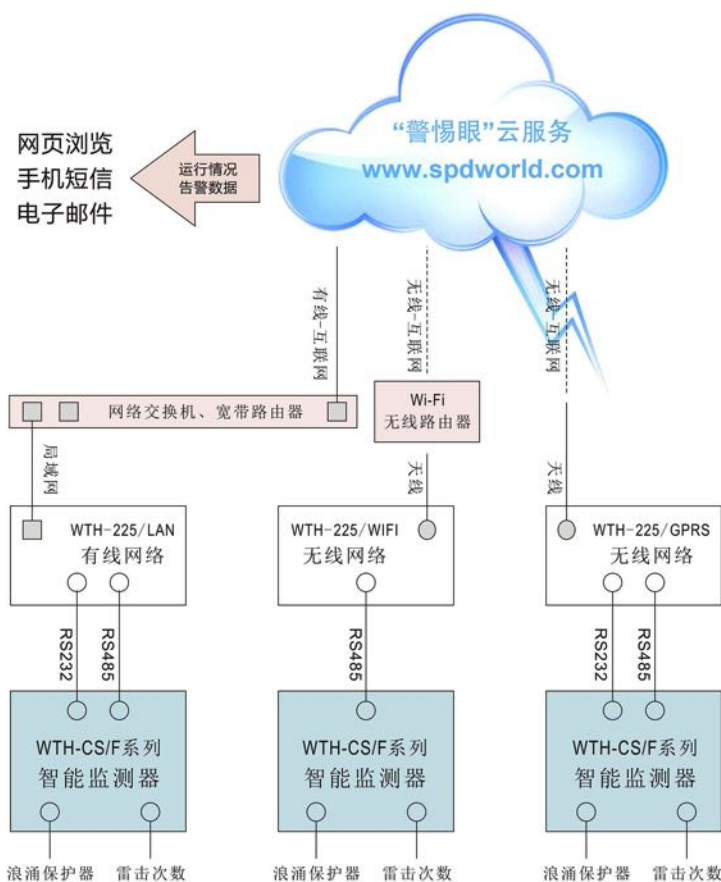 “警惕眼”云服务
www.spdworld.com
网页浏览
手机短信
电子邮件
运行情况
告警数据
有线-互联网
无线-互联网
无线-互联网
网络交换机、宽带路由器
Wi-Fi
无线路由器
局域网
天线
天线
WTH-225/LAN
有线网络
WTH-225/WIFI
无线网络
WTH-225/GPRS
无线网络
RS232
RS485
RS485
RS232
RS485
WTH-CS/F系列
智能监测器
WTH-CS/F系列
智能监测器
WTH-CS/F系列
智能监测器
浪涌保护器
雷击次数
浪涌保护器
雷击次数
浪涌保护器
雷击次数